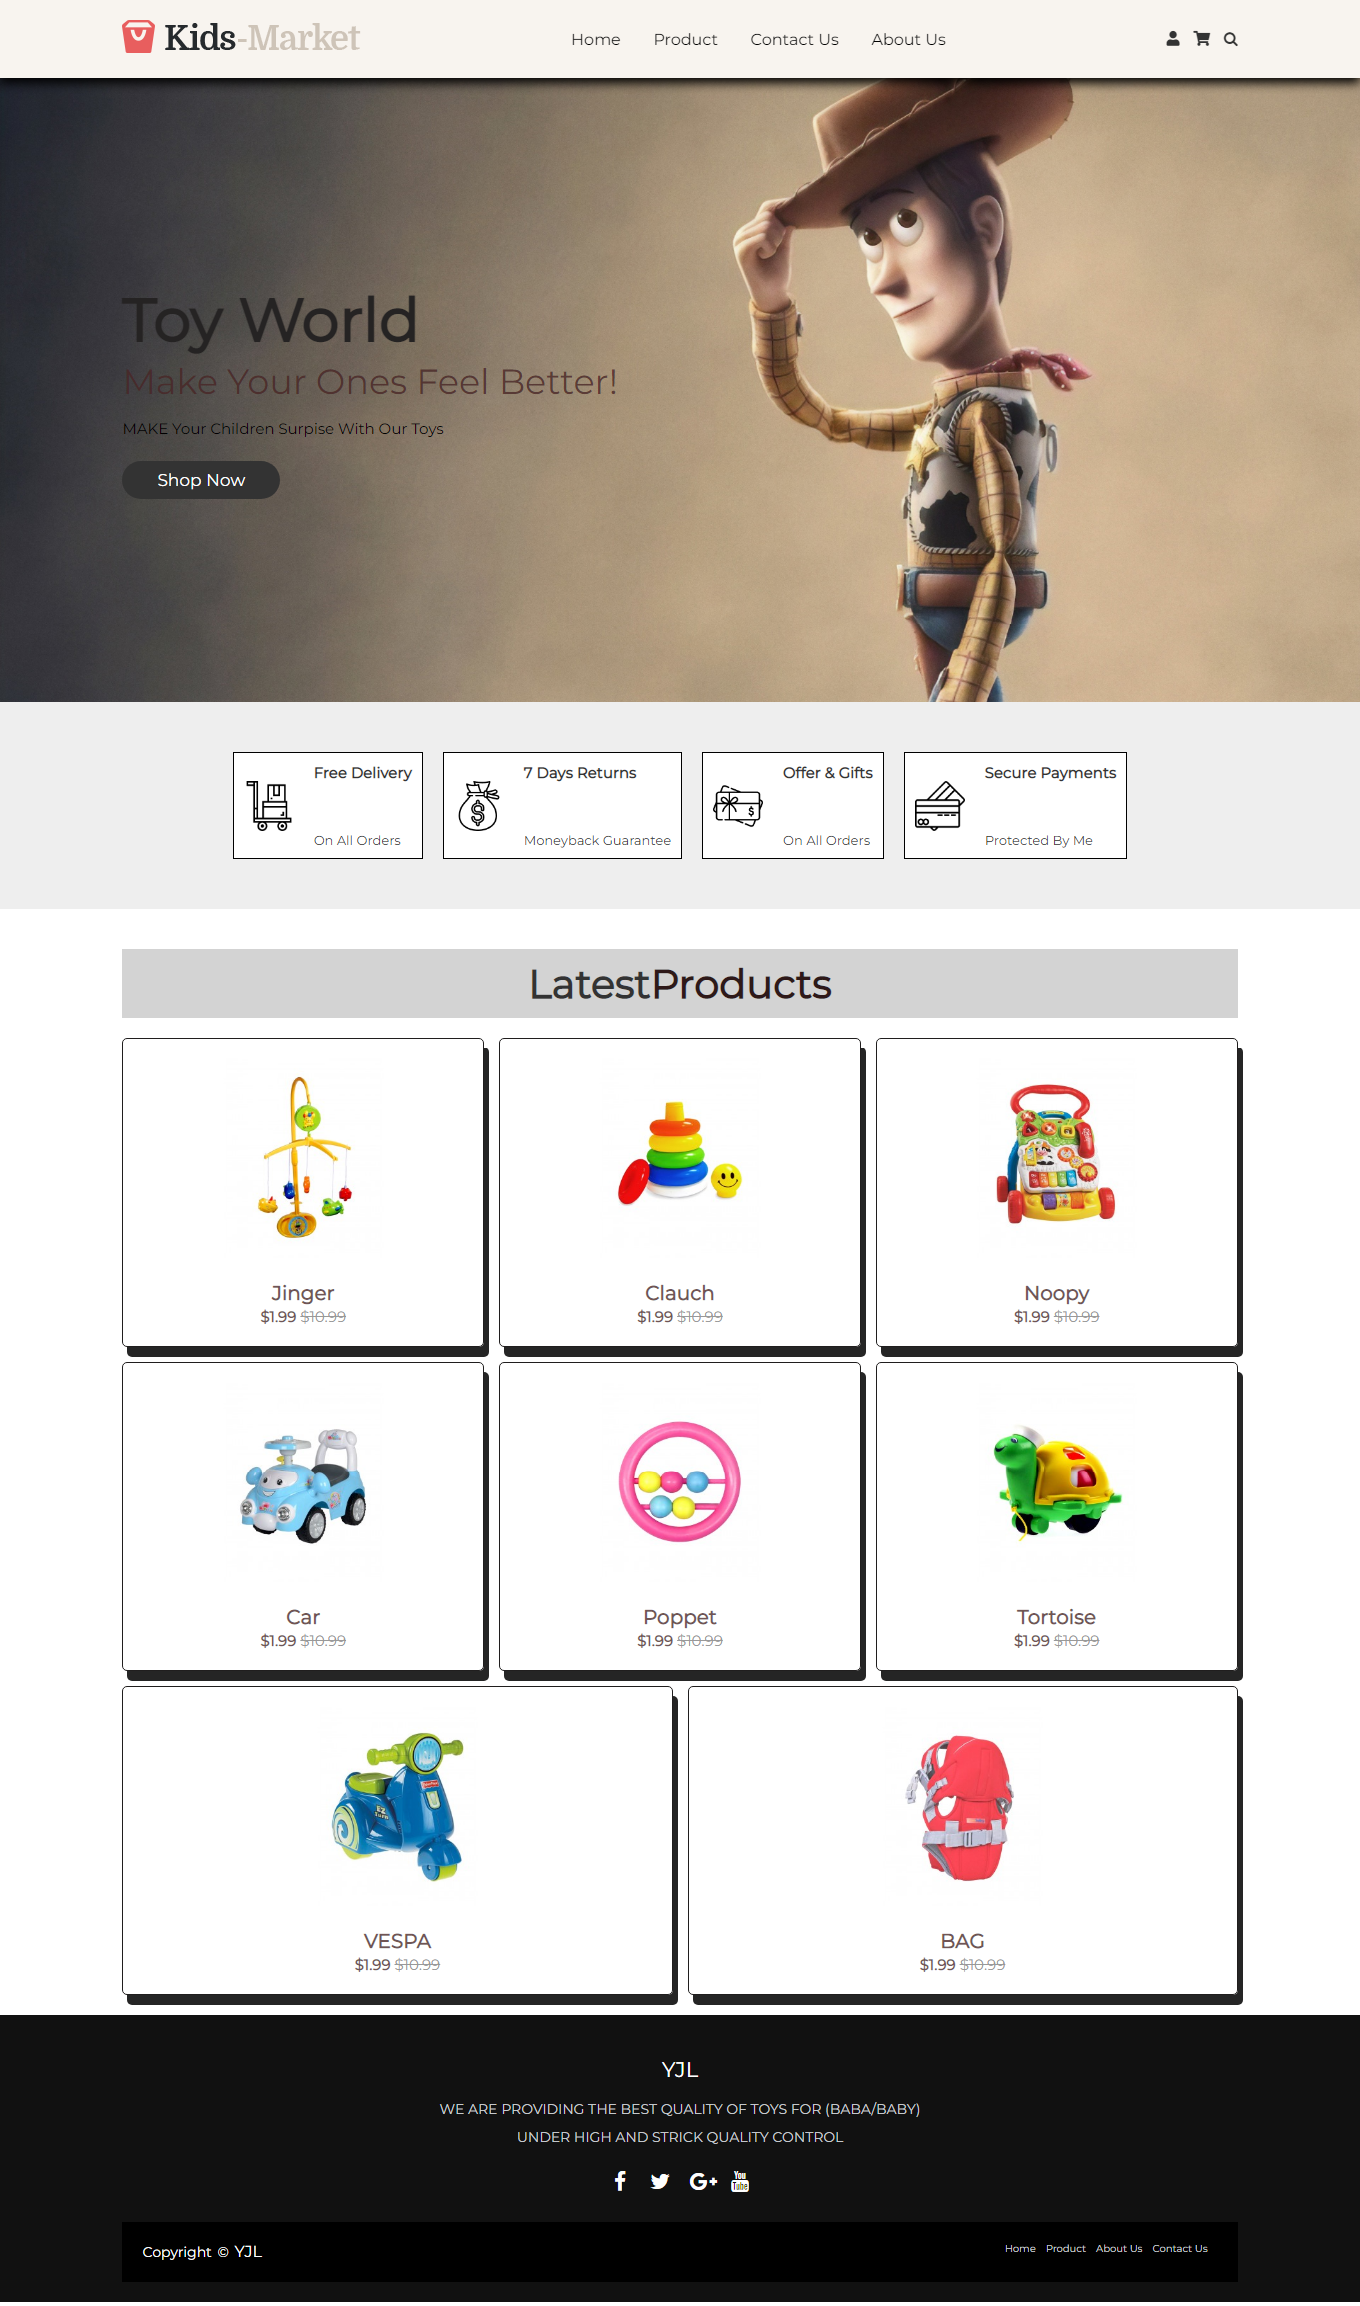 Kids-Market
Home Product Contact Us About Us
Toy World
Make Your Ones Feel Better!
MAKE Your Children Surpise With Our Toys
Shop Now
Free Delivery
On All Orders
7 Days Returns
Moneyback Guarantee
Offer & Gifts
On All Orders
Secure Payments
Protected By Me
LatestProducts
Jinger
$1.99 $10.99
Clauch
$1.99 $10.99
Noopy
$1.99 $10.99
Car
$1.99 $10.99
Poppet
$1.99 $10.99
Tortoise
$1.99 $10.99
VESPA
$1.99 $10.99
BAG
$1.99 $10.99
YJL
WE ARE PROVIDING THE BEST QUALITY OF TOYS FOR (BABA/BABY)
UNDER HIGH AND STRICK QUALITY CONTROL
You
Tube
Copyright © YJL
Home Product About Us Contact Us